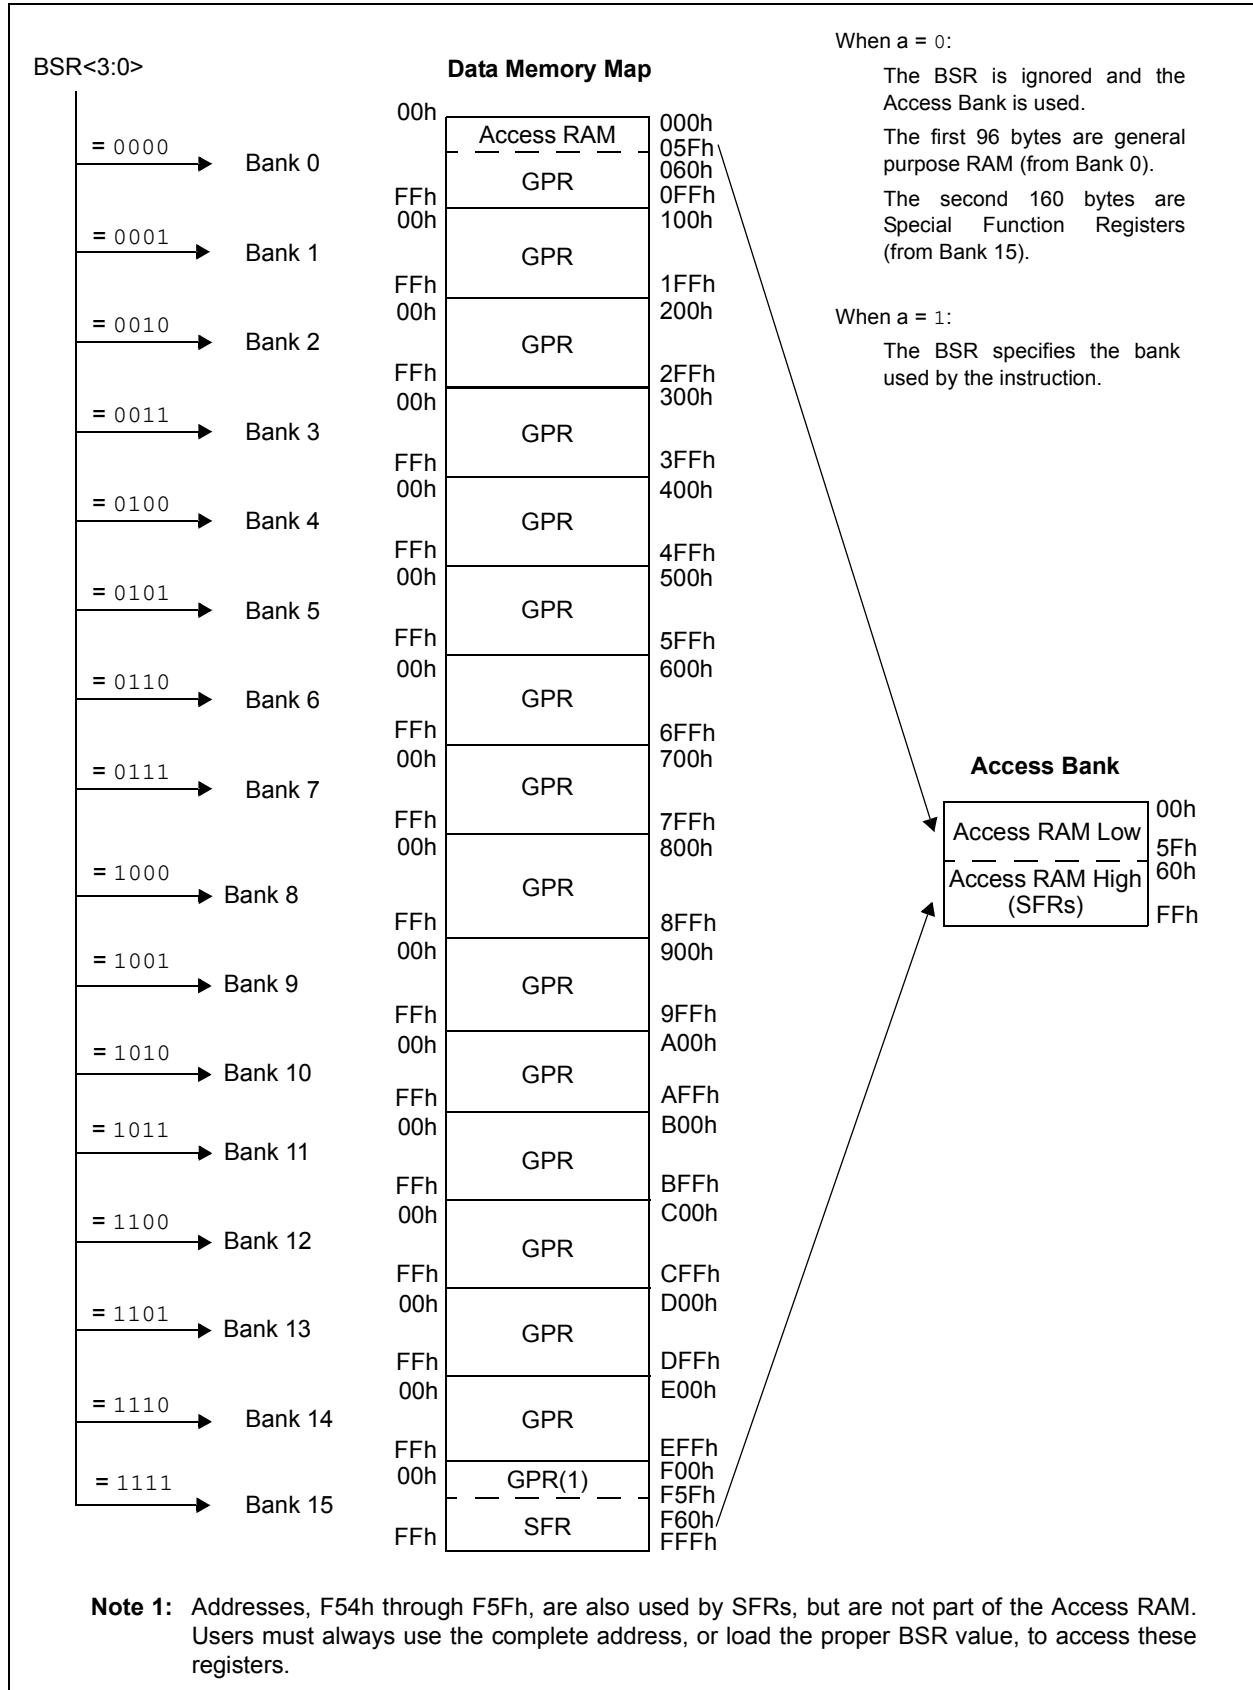 BSR<3:0>
Data Memory Map
When a = 0:
The BSR is ignored and the
Access Bank is used.
The first 96 bytes are general
purpose RAM (from Bank 0).
The second 160 bytes are
Special Function Registers
(from Bank 15).
When a = 1:
The BSR specifies the bank
used by the instruction.
= 0000
Bank 0
00h
Access RAM
000h
05Fh
060h
GPR
FFh
0FFh
= 0001
Bank 1
00h
100h
GPR
FFh
1FFh
= 0010
Bank 2
00h
200h
GPR
FFh
2FFh
= 0011
Bank 3
00h
300h
GPR
FFh
3FFh
= 0100
Bank 4
00h
400h
GPR
FFh
4FFh
= 0101
Bank 5
00h
500h
GPR
FFh
5FFh
= 0110
Bank 6
00h
600h
GPR
FFh
6FFh
= 0111
Bank 7
00h
700h
GPR
FFh
7FFh
= 1000
Bank 8
00h
800h
GPR
FFh
8FFh
= 1001
Bank 9
00h
900h
GPR
FFh
9FFh
= 1010
Bank 10
00h
A00h
GPR
FFh
AFFh
= 1011
Bank 11
00h
B00h
GPR
FFh
BFFh
= 1100
Bank 12
00h
C00h
GPR
FFh
CFFh
= 1101
Bank 13
00h
D00h
GPR
FFh
DFFh
= 1110
Bank 14
00h
E00h
GPR
FFh
EFFh
= 1111
Bank 15
00h
F00h
GPR(1)
F5Fh
F60h
SFR
FFh
FFFh
Access Bank
00h
Access RAM Low
5Fh
60h
Access RAM High
(SFRs)
FFh
Note 1: Addresses, F54h through F5Fh, are also used by SFRs, but are not part of the Access RAM.
Users must always use the complete address, or load the proper BSR value, to access these
registers.